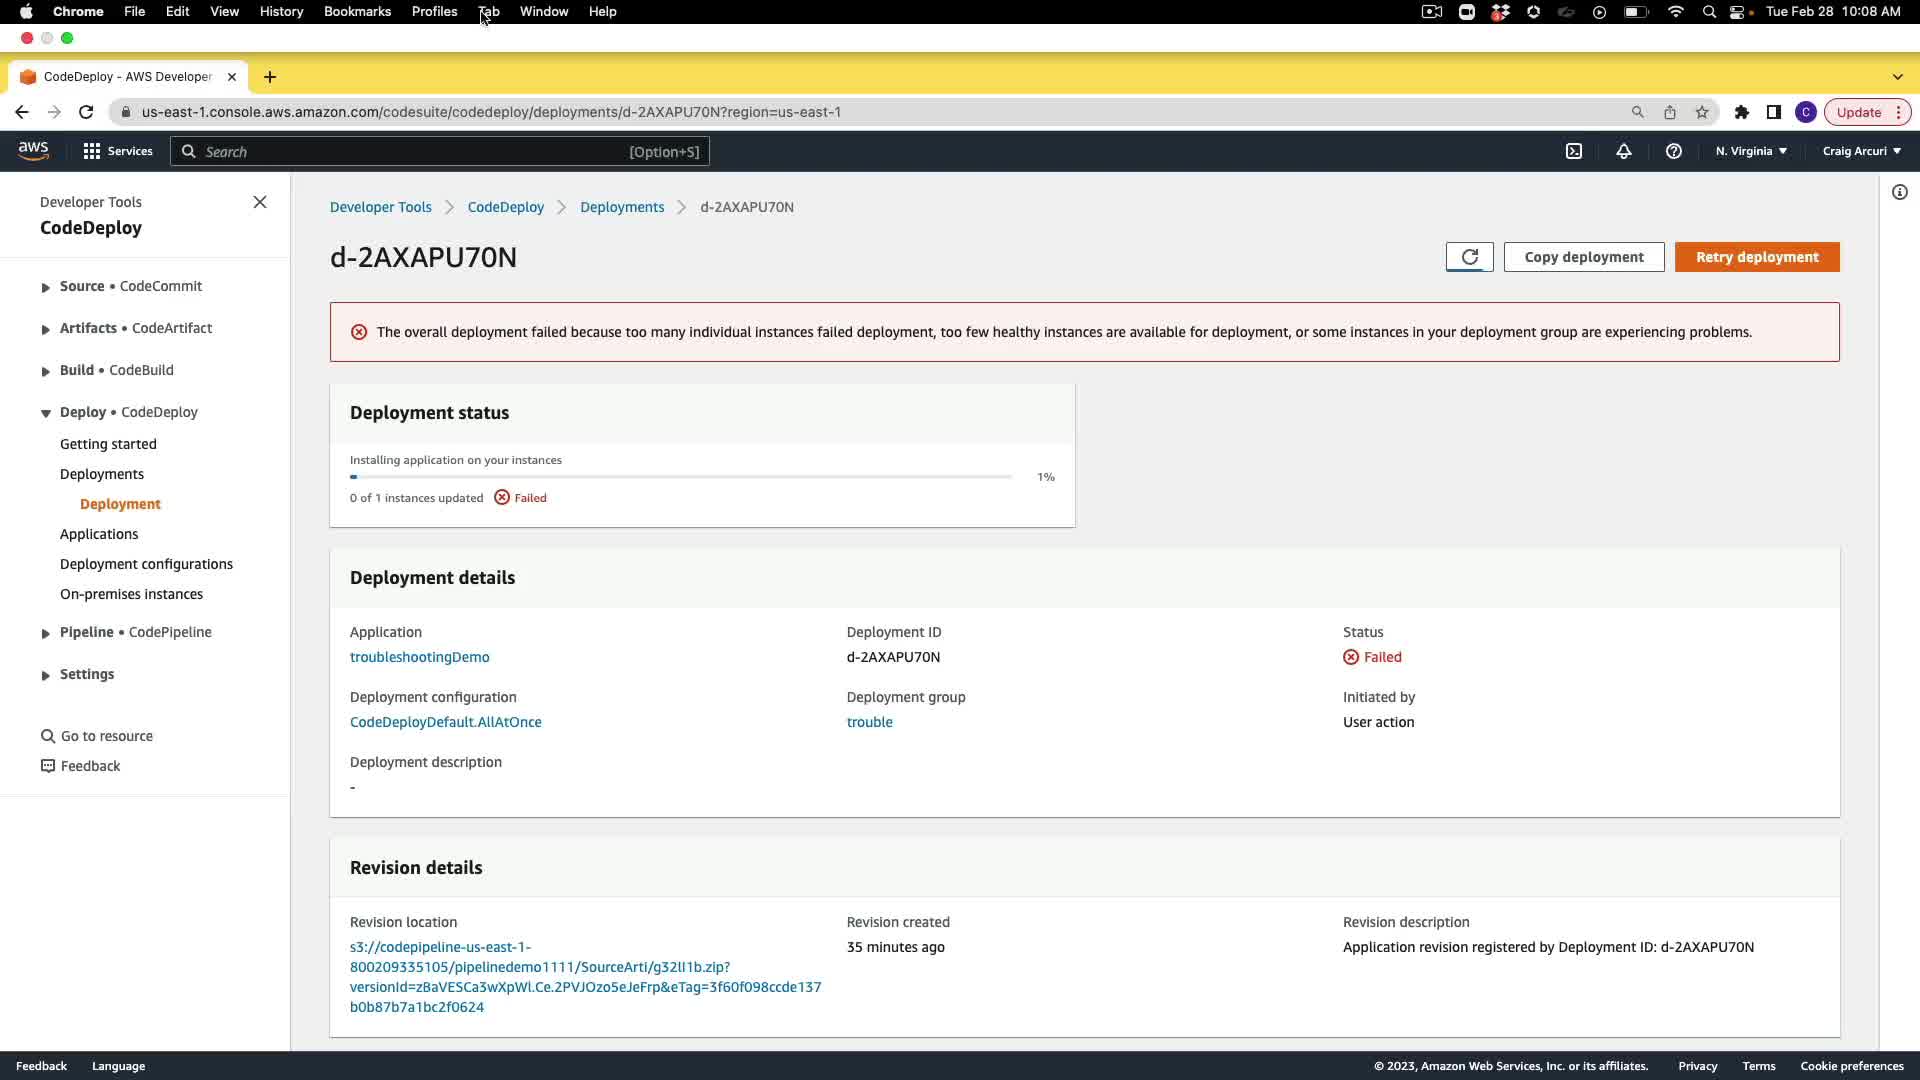 Chrome File Edit View History Bookmarks Profiles Tab Window Help
3
Tue Feb 28 10:08 AM
CodeDeploy - AWS Developer
us-east-1.console.aws.amazon.com/codesuite/codedeploy/deployments/d-2AXAPU70N?region=us-east-1
C
Update
aws
Services
Search
[Option+S]
N. Virginia
Craig Arcuri
Developer Tools
CodeDeploy
Source • CodeCommit
Artifacts • CodeArtifact
Build • CodeBuild
Deploy • CodeDeploy
Getting started
Deployments
Deployment
Applications
Deployment configurations
On-premises instances
Pipeline • CodePipeline
Settings
Go to resource
Feedback
Developer Tools
CodeDeploy
Deployments
d-2AXAPU70N
d-2AXAPU70N
Copy deployment
Retry deployment
The overall deployment failed because too many individual instances failed deployment, too few healthy instances are available for deployment, or some instances in your deployment group are experiencing problems.
Deployment status
Installing application on your instances
1%
0 of 1 instances updated
Failed
Deployment details
Application
troubleshootingDemo
Deployment ID
d-2AXAPU70N
Status
Failed
Deployment configuration
CodeDeployDefault.AllAtOnce
Deployment group
trouble
Initiated by
User action
Deployment description
-
Revision details
Revision location
s3://codepipeline-us-east-1-
800209335105/pipelinedemo1111/SourceArti/g32lI1b.zip?
versionId=zBaVESCa3wXpWl.Ce.2PVJOzo5eJeFrp&eTag=3f60f098ccde137
b0b87b7a1bc2f0624
Revision created
35 minutes ago
Revision description
Application revision registered by Deployment ID: d-2AXAPU70N
Feedback
Language
© 2023, Amazon Web Services, Inc. or its affiliates.
Privacy
Terms
Cookie preferences